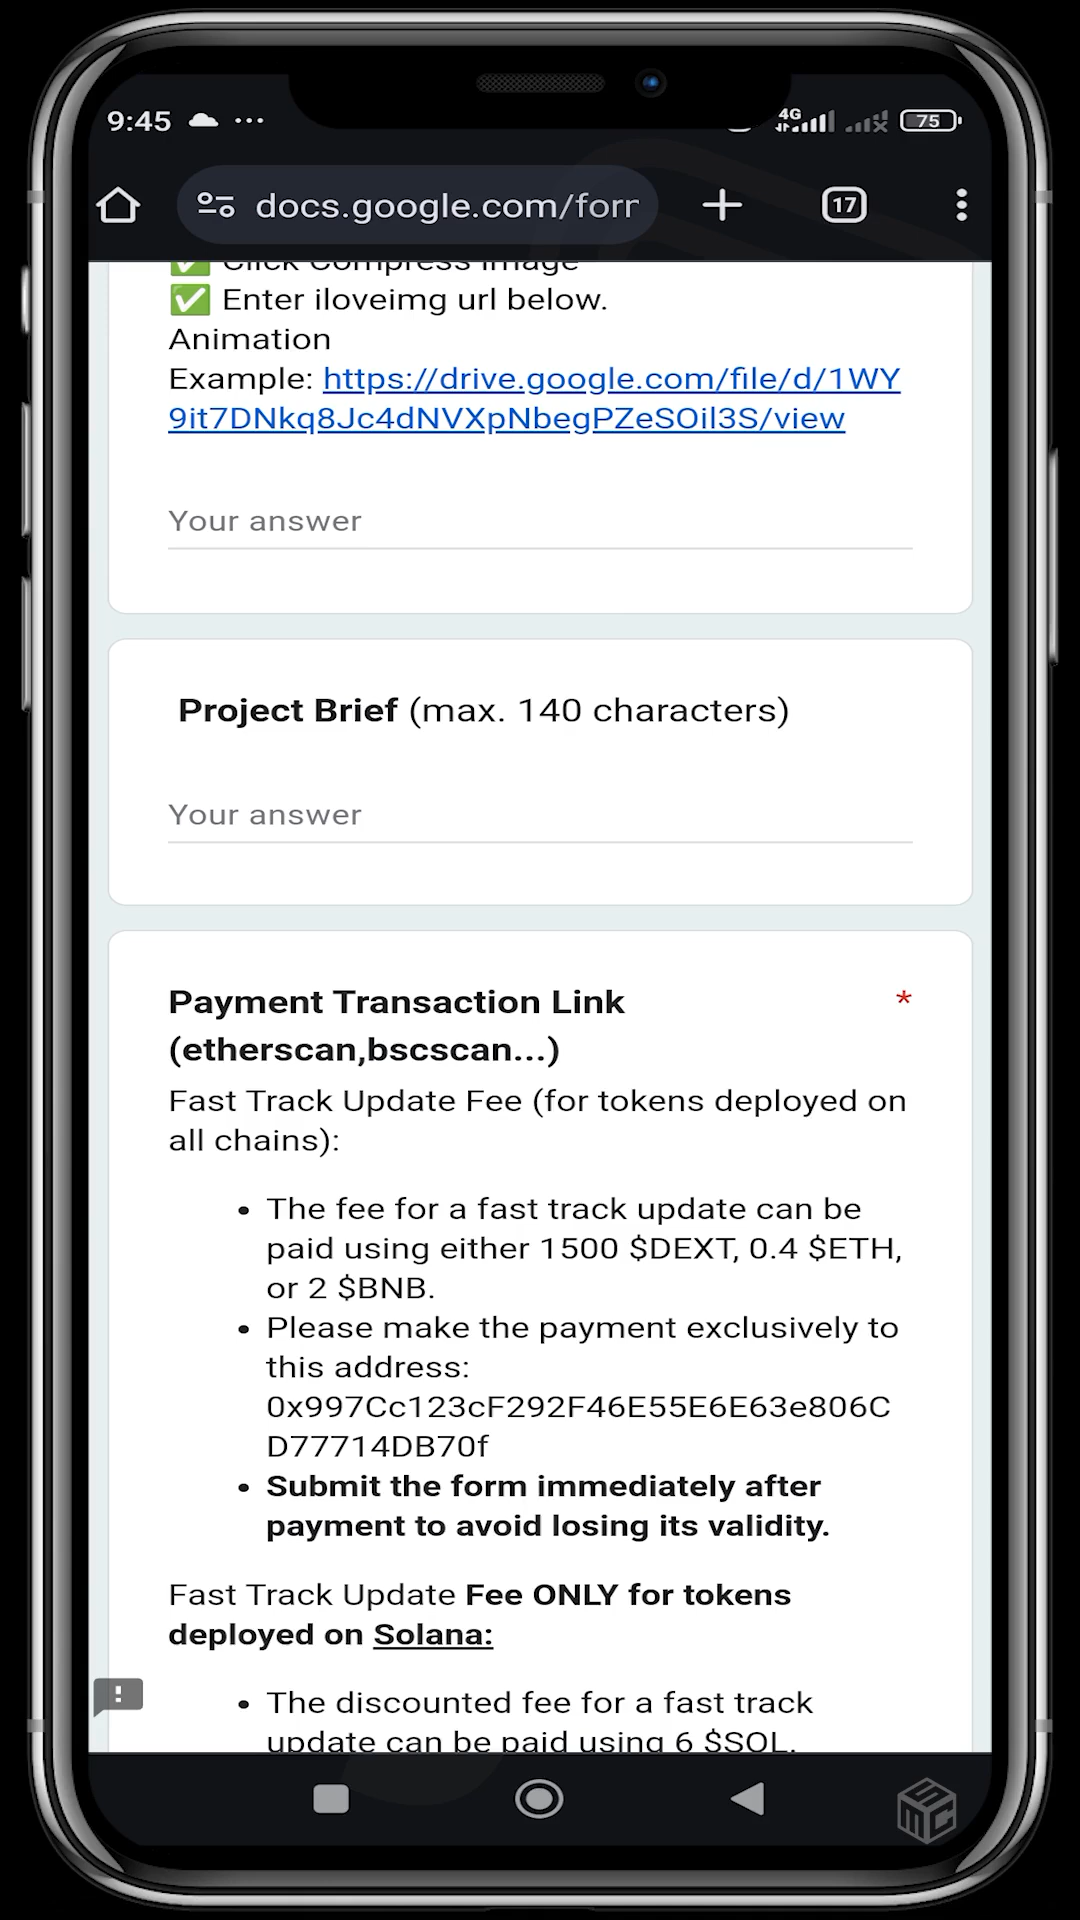 9:45
4G
75
docs.google.com/forr
17
Click Compress Image
✅ Enter iloveimg url below.
Animation
Example: https://drive.google.com/file/d/1WY
9it7DNkq8Jc4dNVXpNbegPZeSOil3S/view
Your answer
Project Brief (max. 140 characters)
Your answer
Payment Transaction Link *
(etherscan,bscscan...)
Fast Track Update Fee (for tokens deployed on
all chains):
• The fee for a fast track update can be
paid using either 1500 $DEXT, 0.4 $ETH,
or 2 $BNB.
• Please make the payment exclusively to
this address:
0x997Cc123cF292F46E55E6E63e806C
D77714DB70f
• Submit the form immediately after
payment to avoid losing its validity.
Fast Track Update Fee ONLY for tokens
deployed on Solana:
• The discounted fee for a fast track
update can be paid using 6 $SOL.